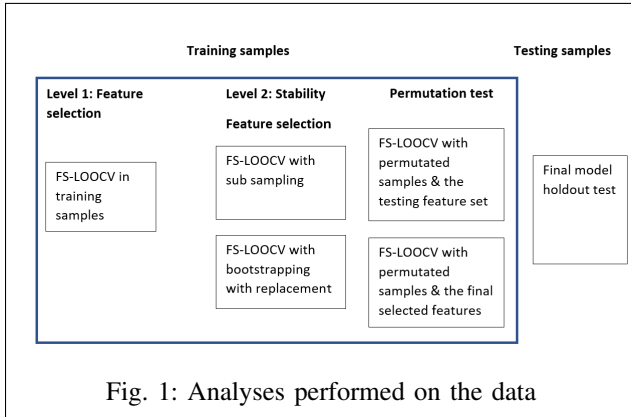 Training samples
Testing samples
Level 1: Feature
selection
FS-LOOCV in
training
samples
Level 2: Stability
Feature selection
FS-LOOCV with
sub sampling
FS-LOOCV with
bootstrapping
with replacement
Permutation test
FS-LOOCV with
permutated
samples & the
testing feature set
FS-LOOCV with
permutated
samples & the final
selected features
Final model
holdout test
Fig. 1: Analyses performed on the data